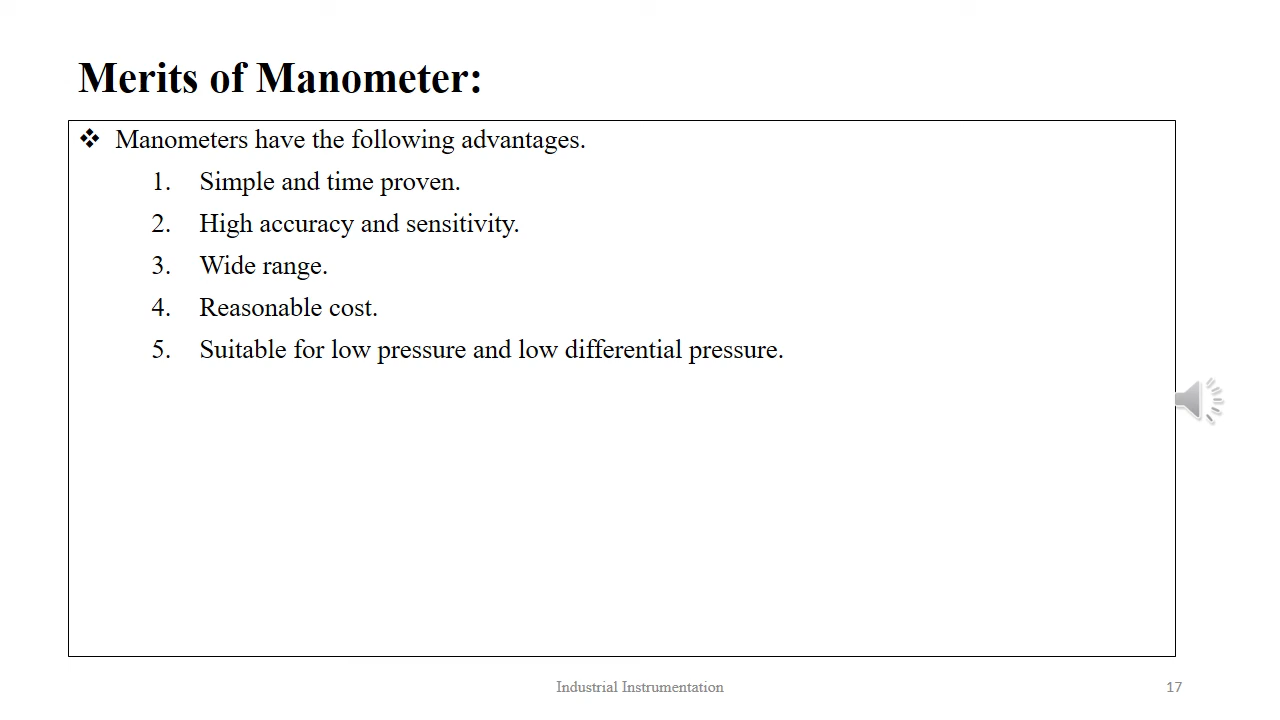 Merits of Manometer:
❖ Manometers have the following advantages.
1. Simple and time proven.
2. High accuracy and sensitivity.
3. Wide range.
4. Reasonable cost.
5. Suitable for low pressure and low differential pressure.
Industrial Instrumentation
17